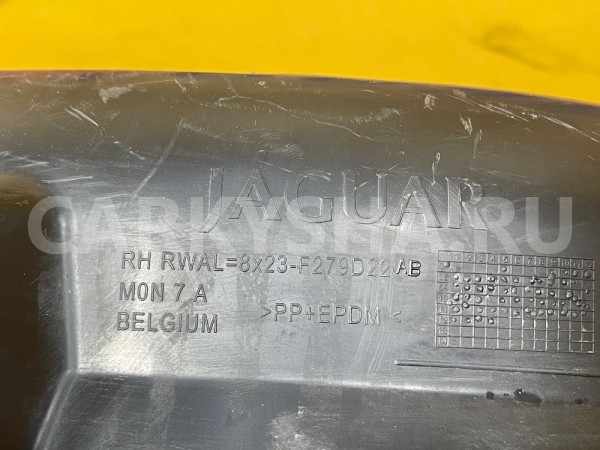 JAGUAR
CARKYSHA.RU
RH RWAL=8x23-F279D22 AB
M0N 7 A
BELGIUM
>PP+EPDM<